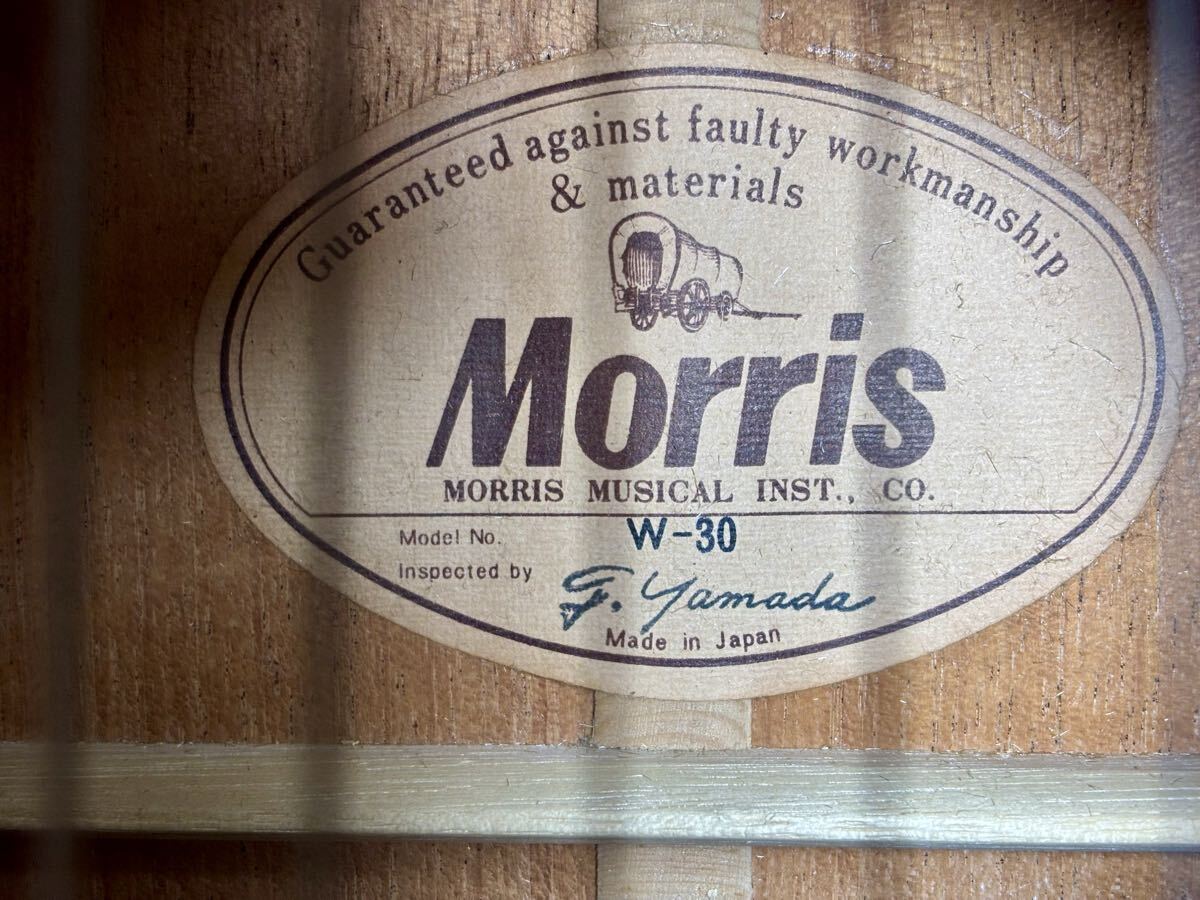 Guaranteed against faulty workmanship
& materials
Morris
MORRIS MUSICAL INST., CO.
Model No. W-30
Inspected by F. Yamada
Made in Japan